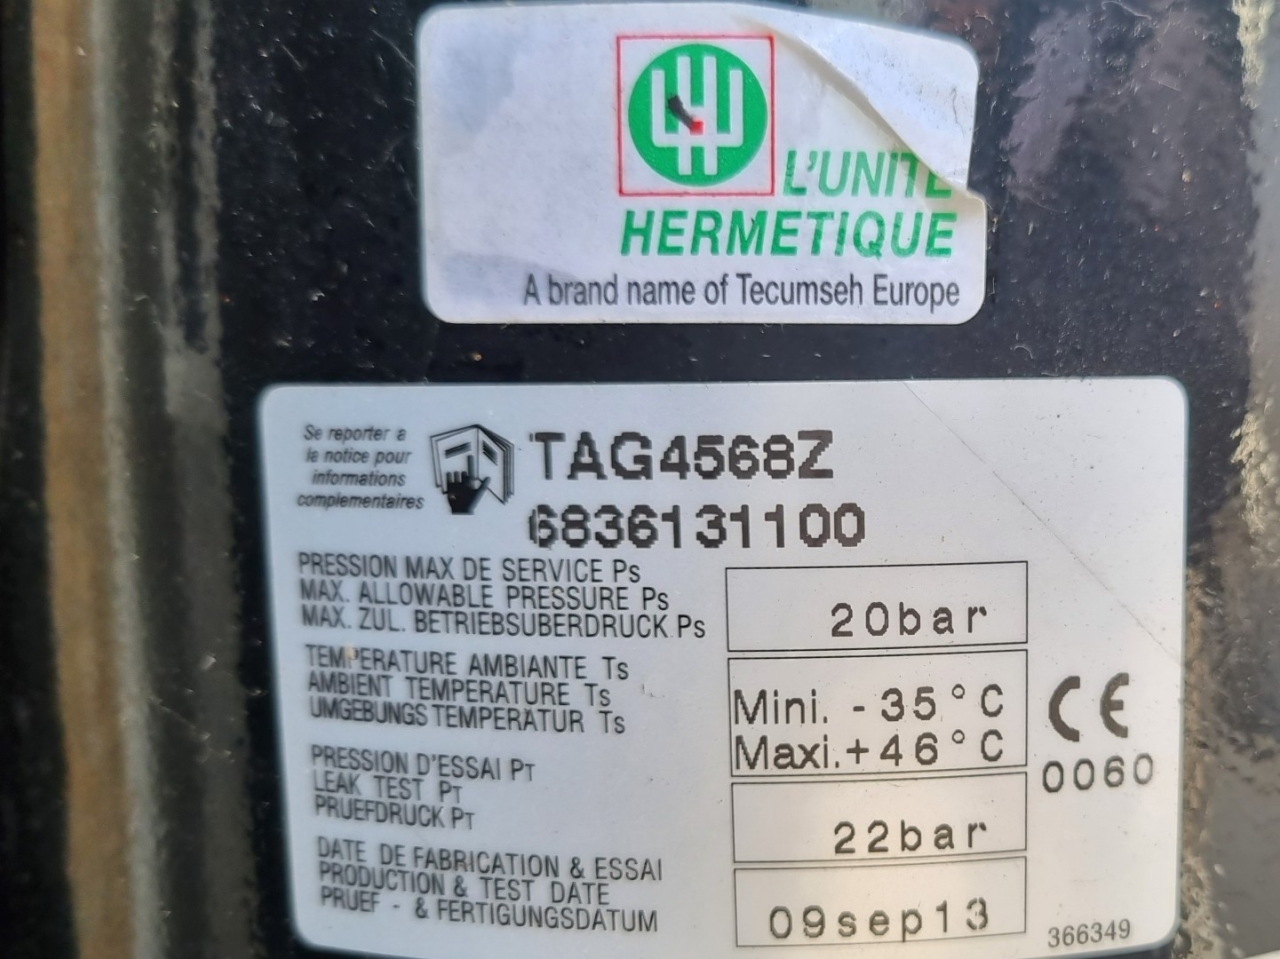 L'UNITE
HERMETIQUE
A brand name of Tecumseh Europe
Se reporter a
la notice pour
informations
complementaires
TAG4568Z
6836131100
PRESSION MAX DE SERVICE Ps
MAX. ALLOWABLE PRESSURE Ps
MAX. ZUL. BETRIEBSUBERDRUCK Ps
20bar
TEMPERATURE AMBIANTE Ts
AMBIENT TEMPERATURE Ts
UMGEBUNGSTEMPERATUR Ts
Mini. -35°C
Maxi.+46°C
CE
0060
PRESSION D'ESSAI PT
LEAK TEST PT
PRUEFDRUCK PT
22bar
DATE DE FABRICATION & ESSAI
PRODUCTION & TEST DATE
PRUEF - & FERTIGUNGSDATUM
09sep13
366349